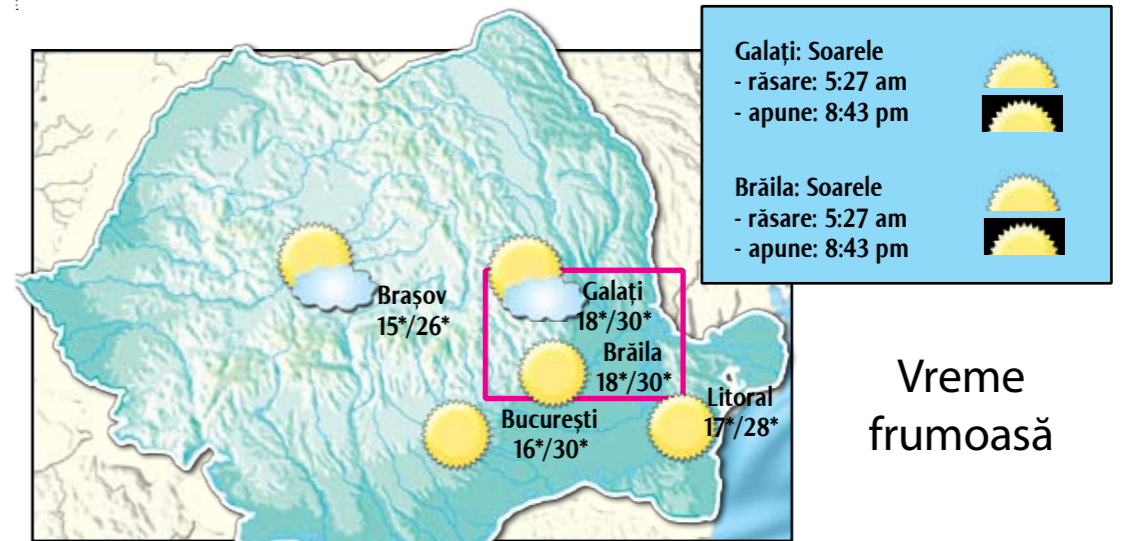 Galați: Soarele
- răsare: 5:27 am
- apune: 8:43 pm
Brăila: Soarele
- răsare: 5:27 am
- apune: 8:43 pm
Brașov
15*/26*
Galați
18*/30*
Brăila
18*/30*
București
16*/30*
Litoral
17*/28*
Vreme
frumoasă